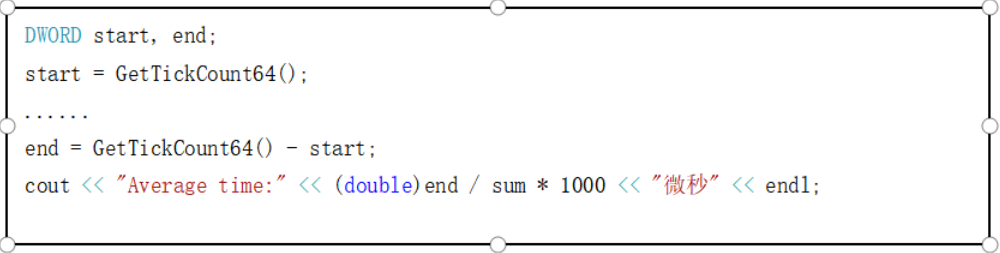 DWORD start, end;
start = GetTickCount64();
......
end = GetTickCount64() - start;
cout << "Average time:" << (double)end / sum * 1000 << "微秒" << endl;